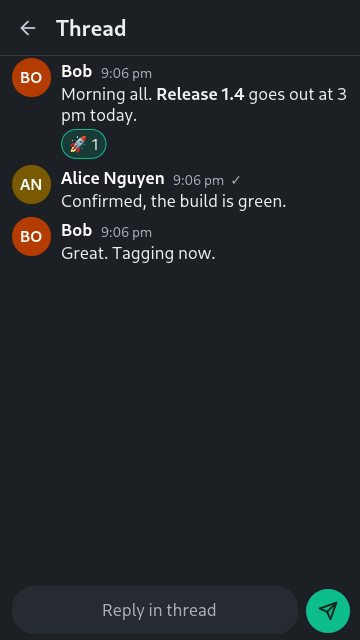 Thread
BO
Bob 9:06 pm
Morning all. Release 1.4 goes out at 3
pm today.
🚀 1
AN
Alice Nguyen 9:06 pm ✓
Confirmed, the build is green.
BO
Bob 9:06 pm
Great. Tagging now.
Reply in thread